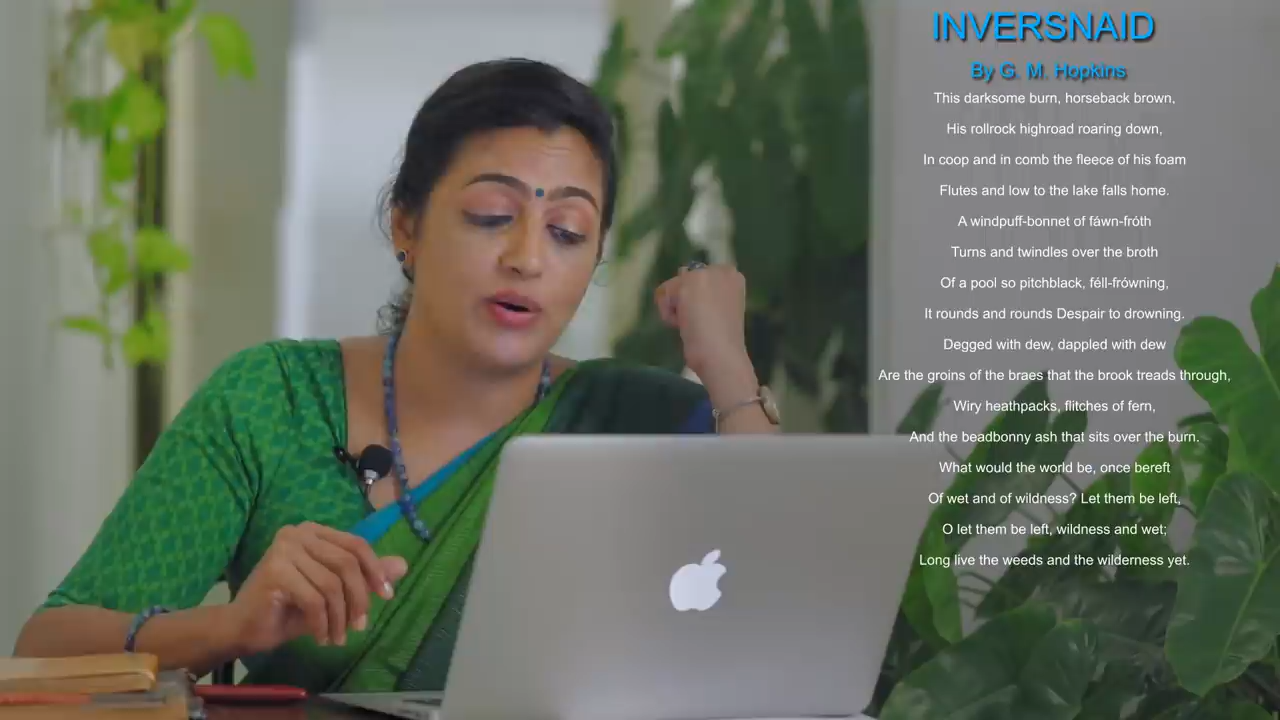 INVERSNAID
By G. M. Hopkins
This darksome burn, horseback brown,
His rollrock highroad roaring down,
In coop and in comb the fleece of his foam
Flutes and low to the lake falls home.
A windpuff-bonnet of fáwn-fróth
Turns and twindles over the broth
Of a pool so pitchblack, féll-frówning,
It rounds and rounds Despair to drowning.
Degged with dew, dappled with dew
Are the groins of the braes that the brook treads through,
Wiry heathpacks, flitches of fern,
And the beadbonny ash that sits over the burn.
What would the world be, once bereft
Of wet and of wildness? Let them be left,
O let them be left, wildness and wet;
Long live the weeds and the wilderness yet.